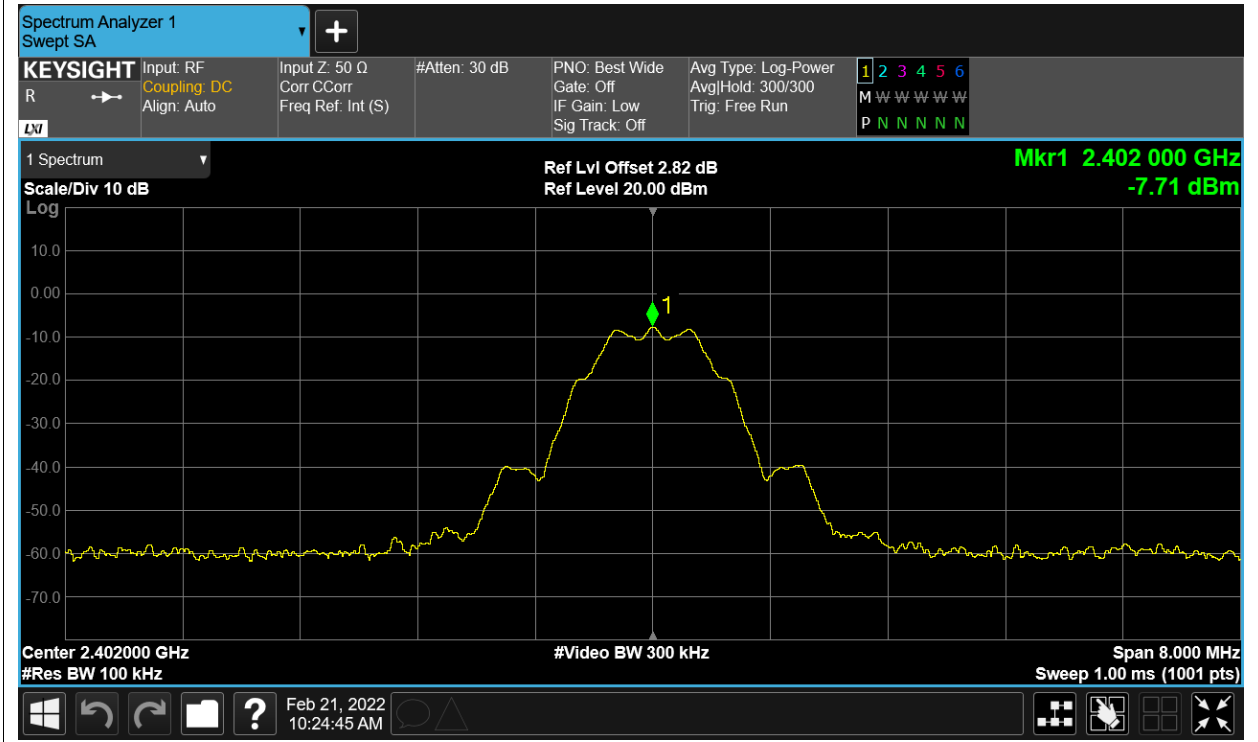 Spectrum Analyzer 1
Swept SA
KEYSIGHT Input: RF Input Z: 50 Ω #Atten: 30 dB PNO: Best Wide Avg Type: Log-Power 1 2 3 4 5 6
R Coupling: DC Corr CCorr Gate: Off Avg|Hold: 300/300 M W W W W W
Align: Auto Freq Ref: Int (S) IF Gain: Low Trig: Free Run
LXI Sig Track: Off P N N N N N
1 Spectrum Ref Lvl Offset 2.82 dB Mkr1 2.402 000 GHz
Scale/Div 10 dB Ref Level 20.00 dBm -7.71 dBm
Log
10.0
0.00
1
-10.0
-20.0
-30.0
-40.0
-50.0
-60.0
-70.0
Center 2.402000 GHz #Video BW 300 kHz Span 8.000 MHz
#Res BW 100 kHz Sweep 1.00 ms (1001 pts)
? Feb 21, 2022
10:24:45 AM